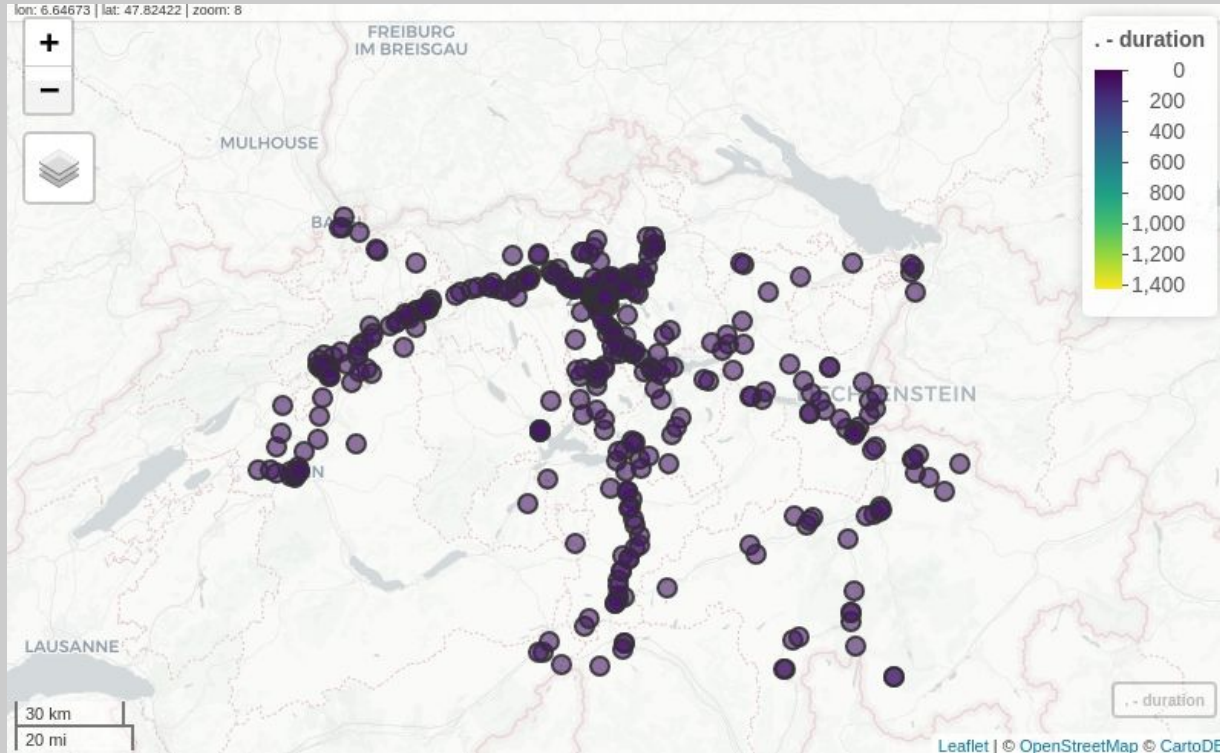 lon: 6.64673 | lat: 47.82422 | zoom: 8
+
−
FREIBURG
IM BREISGAU
MULHOUSE
. - duration
0
200
400
600
800
1,000
1,200
1,400
LAUSANNE
30 km
20 mi
. - duration
Leaflet | © OpenStreetMap © CartoDB